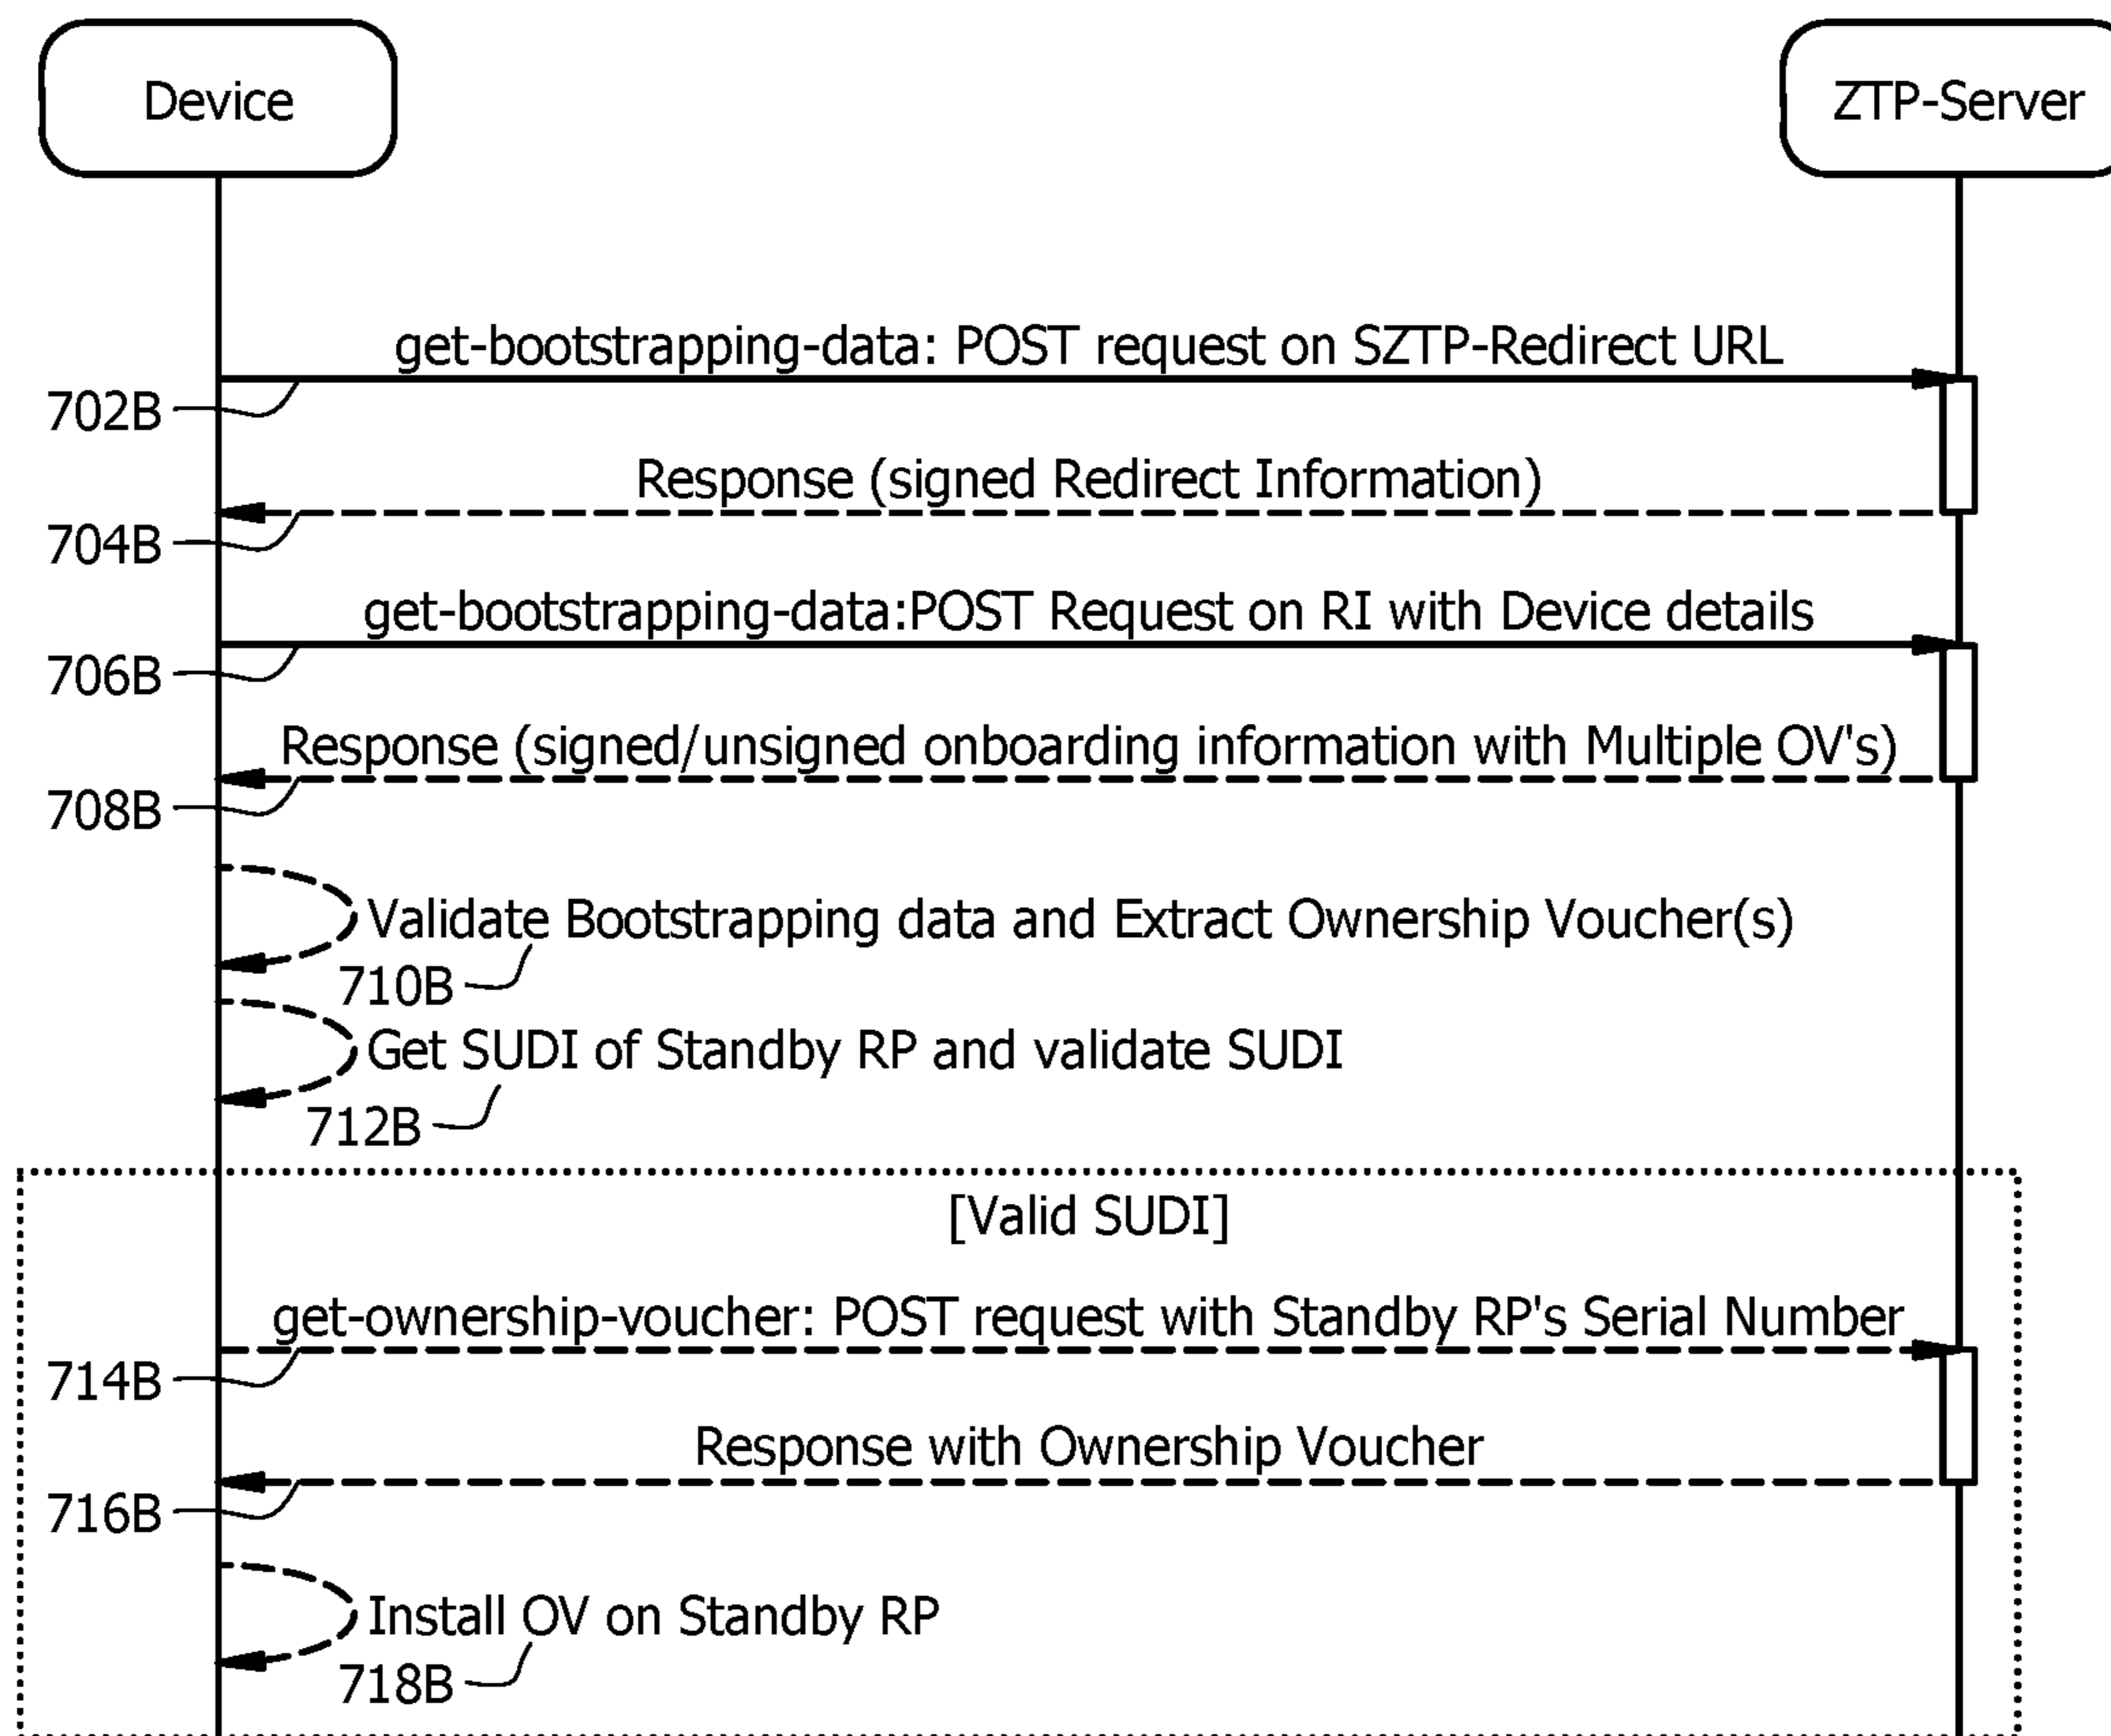 Device
ZTP-Server
get-bootstrapping-data: POST request on SZTP-Redirect URL
702B
Response (signed Redirect Information)
704B
get-bootstrapping-data:POST Request on RI with Device details
706B
Response (signed/unsigned onboarding information with Multiple OV's)
708B
Validate Bootstrapping data and Extract Ownership Voucher(s)
710B
Get SUDI of Standby RP and validate SUDI
712B
[Valid SUDI]
get-ownership-voucher: POST request with Standby RP's Serial Number
714B
Response with Ownership Voucher
716B
Install OV on Standby RP
718B